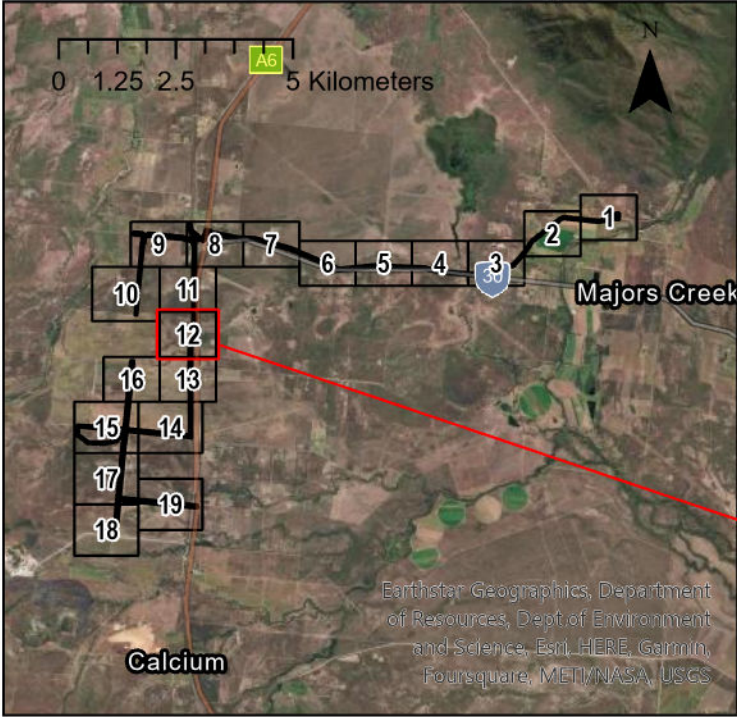 N
A6
0 1.25 2.5 5 Kilometers
1
2
9 8 7
6 5 4 3
30
10 11
Majors Creek
12
16 13
15 14
17
19
18
Earthstar Geographics, Department
of Resources, Dept.of Environment
and Science, Esri, HERE, Garmin,
Foursquare, METI/NASA, USGS
Calcium